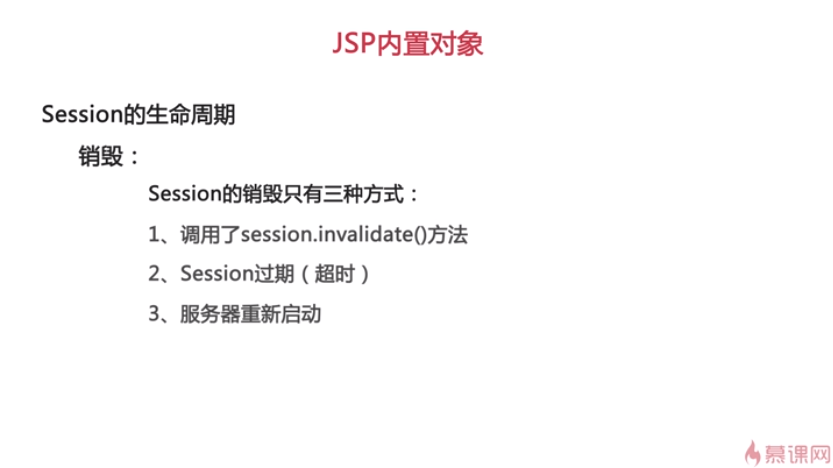 JSP内置对象
Session的生命周期
销毁：
Session的销毁只有三种方式：
1、调用了session.invalidate()方法
2、Session过期（超时）
3、服务器重新启动
慕课网